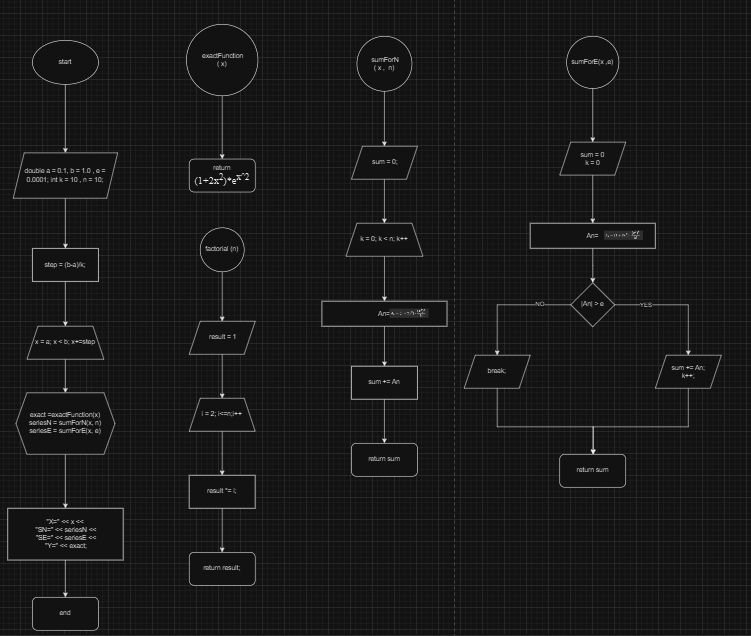 start
double a = 0.1, b = 1.0 , e =
0.0001; int k = 10 , n = 10;
step = (b-a)/k;
x = a; x < b; x+=step
exact =exactFunction(x)
seriesN = sumForN(x, n)
seriesE = sumForE(x, e)
"X=" << x <<
"SN=" << seriesN <<
"SE=" << seriesE <<
"Y=" << exact;
end
exactFunction
( x)
return
(1+2x^2)*e^x^2
factorial (n)
result = 1
i = 2; i<=n;i++
result *= i;
return result;
sumForN
( x , n)
sum = 0;
k = 0; k < n; k++
An=
sum += An
return sum
sumForE(x ,e)
sum = 0
k = 0
An=
|An| > e
NO
YES
break;
sum += An;
k++;
return sum